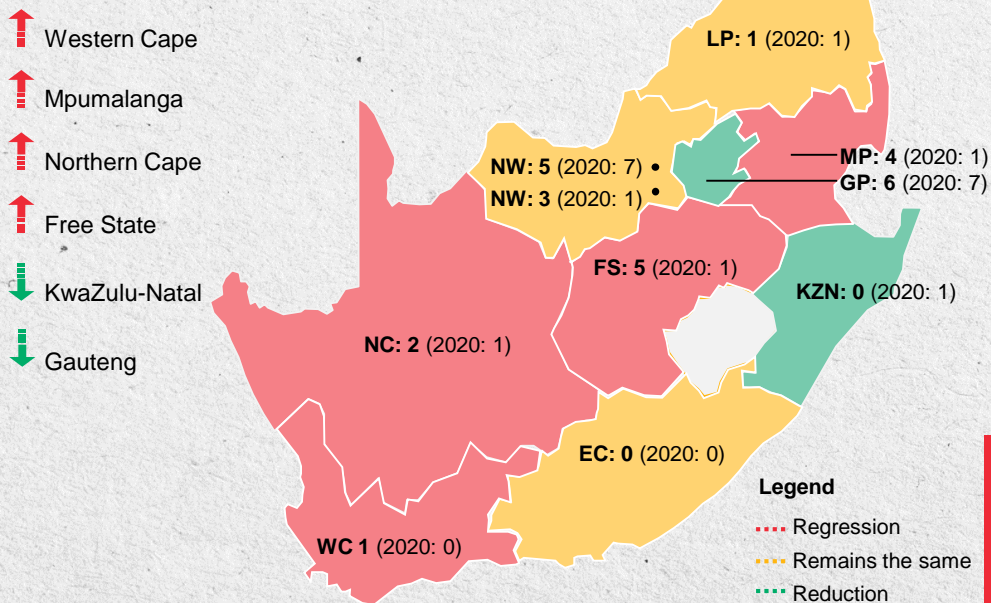 Western Cape
Mpumalanga
Northern Cape
Free State
KwaZulu-Natal
Gauteng
LP: 1 (2020: 1)
NW: 5 (2020: 7) •
NW: 3 (2020: 1) •
MP: 4 (2020: 1)
GP: 6 (2020: 7)
FS: 5 (2020: 1)
KZN: 0 (2020: 1)
NC: 2 (2020: 1)
EC: 0 (2020: 0)
WC 1 (2020: 0)
Legend
Regression
Remains the same
Reduction